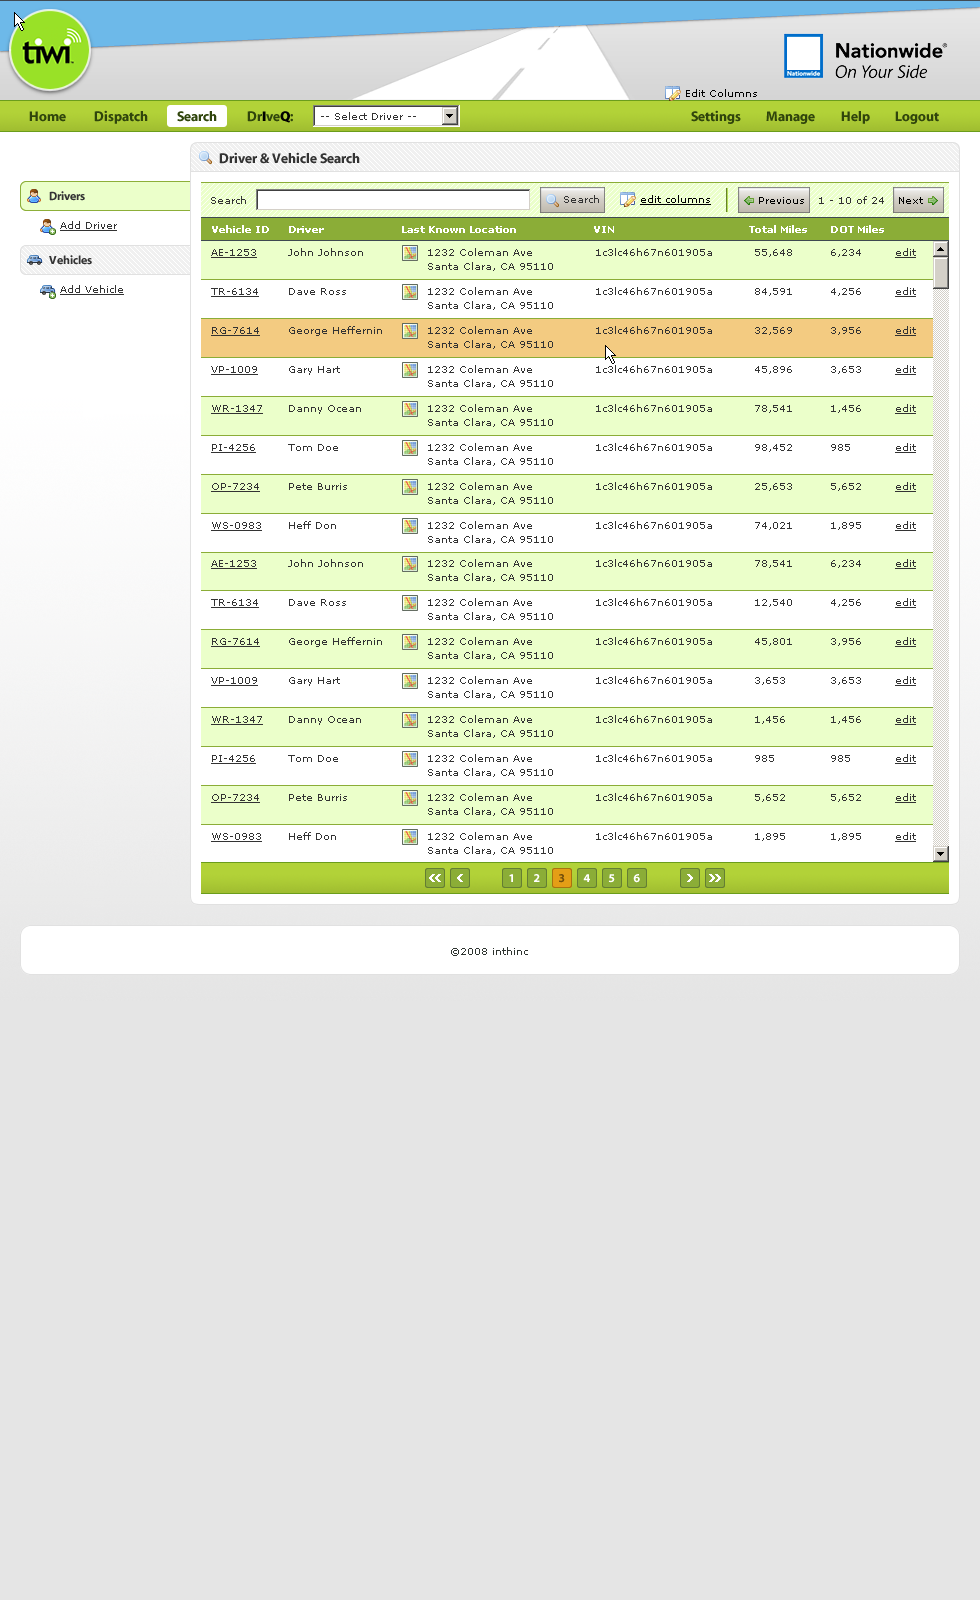 tiwi
Nationwide®
On Your Side
Nationwide
Edit Columns
Home Dispatch Search DrIveQ: -- Select Driver -- Settings Manage Help Logout
Driver & Vehicle Search
Drivers
Add Driver
Vehicles
Add Vehicle
Search Search edit columns Previous 1 - 10 of 24 Next
Vehicle ID Driver Last Known Location VIN Total Miles DOT Miles
AE-1253 John Johnson 1232 Coleman Ave 1c3lc46h67n601905a 55,648 6,234 edit
Santa Clara, CA 95110
TR-6134 Dave Ross 1232 Coleman Ave 1c3lc46h67n601905a 84,591 4,256 edit
Santa Clara, CA 95110
RG-7614 George Heffernin 1232 Coleman Ave 1c3lc46h67n601905a 32,569 3,956 edit
Santa Clara, CA 95110
VP-1009 Gary Hart 1232 Coleman Ave 1c3lc46h67n601905a 45,896 3,653 edit
Santa Clara, CA 95110
WR-1347 Danny Ocean 1232 Coleman Ave 1c3lc46h67n601905a 78,541 1,456 edit
Santa Clara, CA 95110
PI-4256 Tom Doe 1232 Coleman Ave 1c3lc46h67n601905a 98,452 985 edit
Santa Clara, CA 95110
OP-7234 Pete Burris 1232 Coleman Ave 1c3lc46h67n601905a 25,653 5,652 edit
Santa Clara, CA 95110
WS-0983 Heff Don 1232 Coleman Ave 1c3lc46h67n601905a 74,021 1,895 edit
Santa Clara, CA 95110
AE-1253 John Johnson 1232 Coleman Ave 1c3lc46h67n601905a 78,541 6,234 edit
Santa Clara, CA 95110
TR-6134 Dave Ross 1232 Coleman Ave 1c3lc46h67n601905a 12,540 4,256 edit
Santa Clara, CA 95110
RG-7614 George Heffernin 1232 Coleman Ave 1c3lc46h67n601905a 45,801 3,956 edit
Santa Clara, CA 95110
VP-1009 Gary Hart 1232 Coleman Ave 1c3lc46h67n601905a 3,653 3,653 edit
Santa Clara, CA 95110
WR-1347 Danny Ocean 1232 Coleman Ave 1c3lc46h67n601905a 1,456 1,456 edit
Santa Clara, CA 95110
PI-4256 Tom Doe 1232 Coleman Ave 1c3lc46h67n601905a 985 985 edit
Santa Clara, CA 95110
OP-7234 Pete Burris 1232 Coleman Ave 1c3lc46h67n601905a 5,652 5,652 edit
Santa Clara, CA 95110
WS-0983 Heff Don 1232 Coleman Ave 1c3lc46h67n601905a 1,895 1,895 edit
Santa Clara, CA 95110
« < 1 2 3 4 5 6 > »
©2008 inthinc